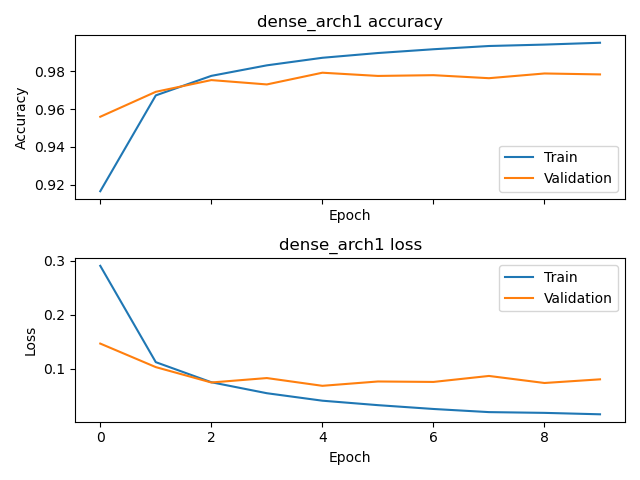 dense_arch1 accuracy
Accuracy
0.98
0.96
0.94
0.92
Train
Validation
Epoch
dense_arch1 loss
Loss
0.3
0.2
0.1
Train
Validation
0 2 4 6 8
Epoch